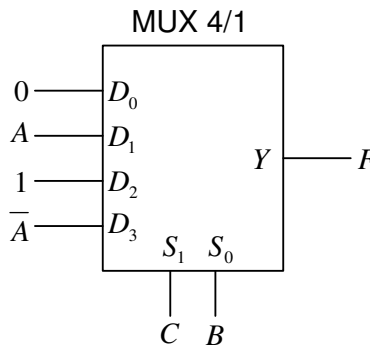 MUX 4/1
0 D₀
A D₁
Y F
1 D₂
A̅ D₃
S₁ S₀
C B